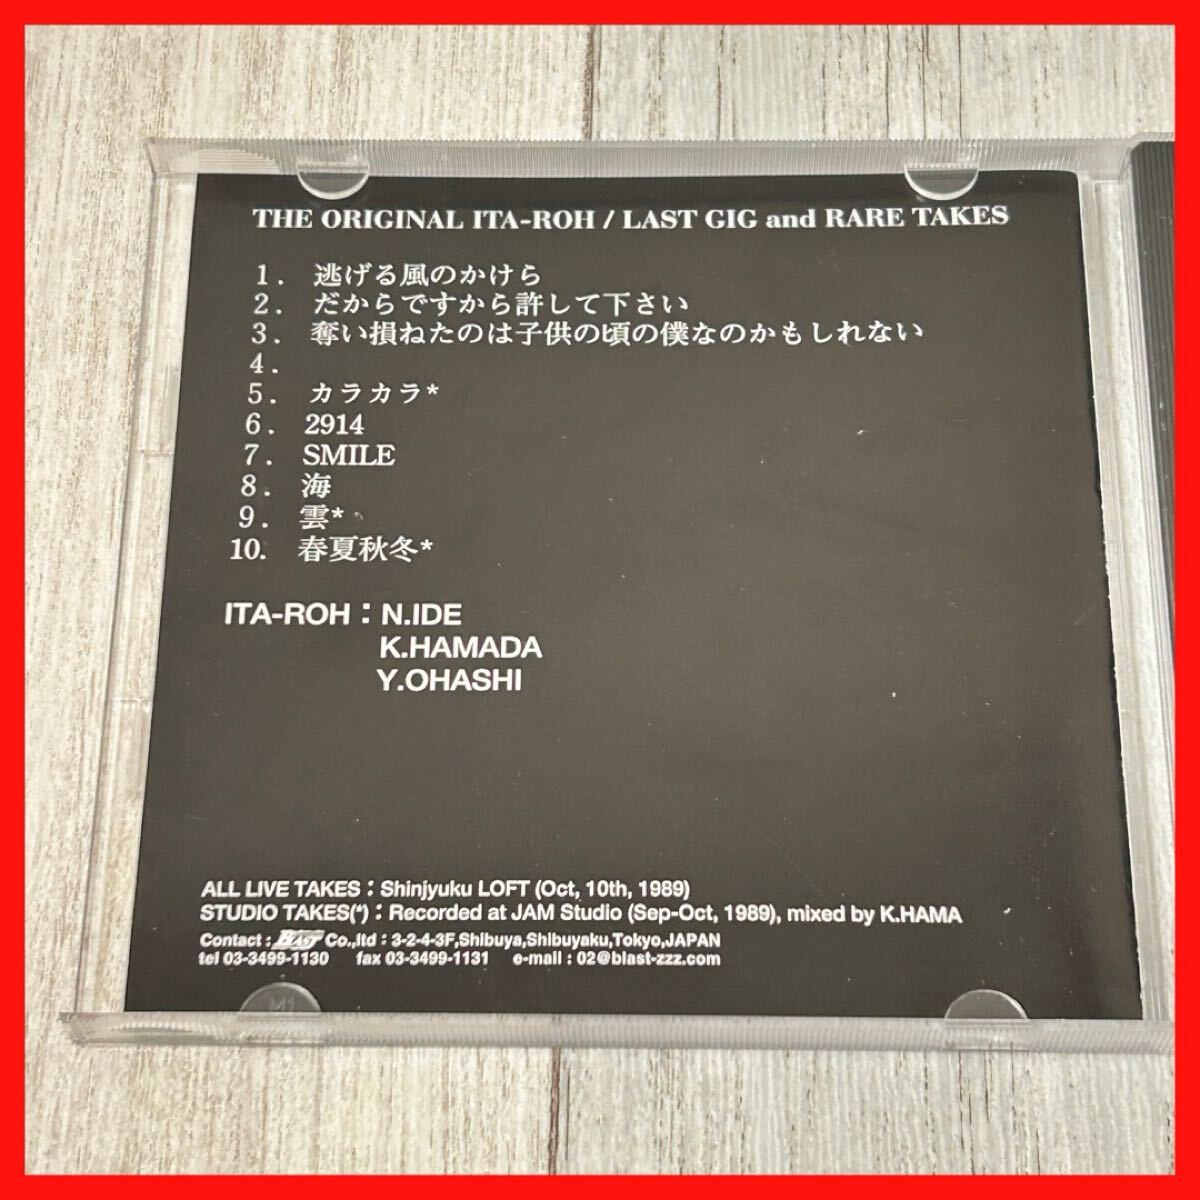 THE ORIGINAL ITA-ROH / LAST GIG and RARE TAKES
1. 逃げる風のかけら
2. だからですから許して下さい
3. 奪い損ねたのは子供の頃の僕なのかもしれない
4.
5. カラカラ*
6. 2914
7. SMILE
8. 海
9. 雲*
10. 春夏秋冬*
ITA-ROH : N.IDE
K.HAMADA
Y.OHASHI
ALL LIVE TAKES : Shinjyuku LOFT (Oct, 10th, 1989)
STUDIO TAKES(*) : Recorded at JAM Studio (Sep-Oct, 1989), mixed by K.HAMA
Contact : BLAST Co.,ltd : 3-2-4-3F,Shibuya,Shibuyaku,Tokyo,JAPAN
tel 03-3499-1130 fax 03-3499-1131 e-mail : 02@blast-zzz.com